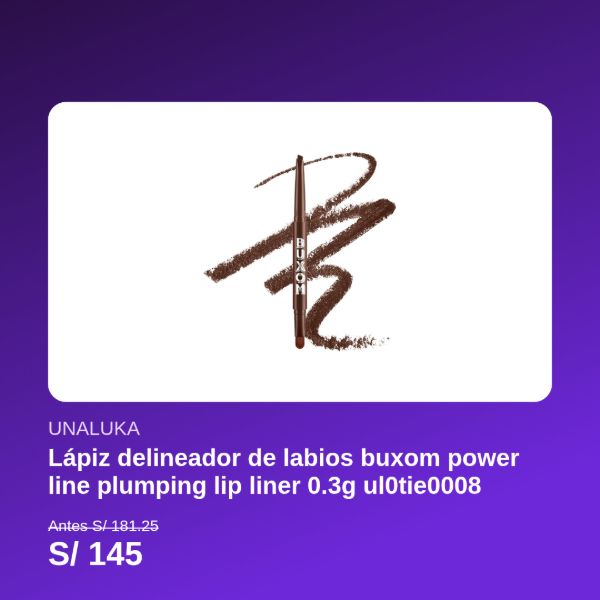 BUXOM
UNALUKA
Lápiz delineador de labios buxom power
line plumping lip liner 0.3g ul0tie0008
Antes S/ 181.25
S/ 145